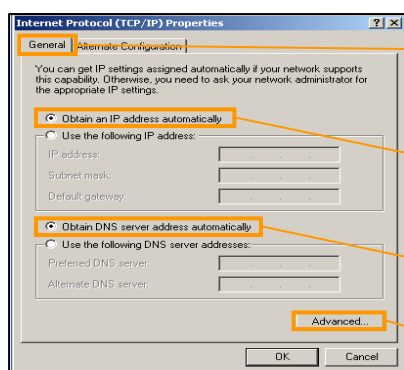 Internet Protocol (TCP/IP) Properties
General Alternate Configuration
You can get IP settings assigned automatically if your network supports
this capability. Otherwise, you need to ask your network administrator for
the appropriate IP settings.
Obtain an IP address automatically
Use the following IP address:
IP address:
Subnet mask:
Default gateway:
Obtain DNS server address automatically
Use the following DNS server addresses:
Preferred DNS server:
Alternate DNS server:
Advanced...
OK Cancel